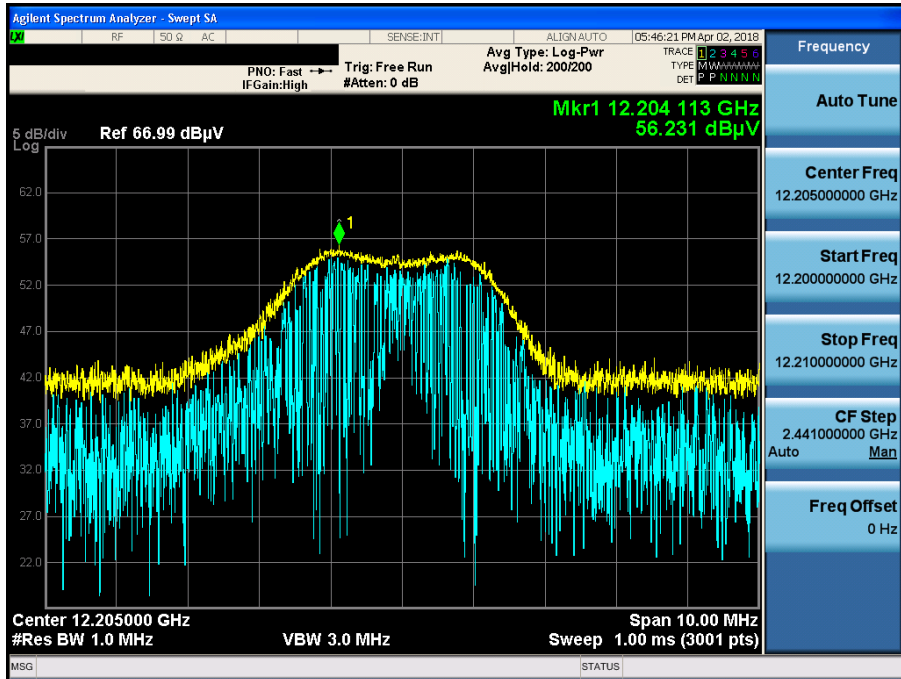 Agilent Spectrum Analyzer - Swept SA
LXI RF 50 Ω AC SENSE:INT ALIGN AUTO 05:46:21 PM Apr 02, 2018
PNO: Fast Trig: Free Run Avg Type: Log-Pwr TRACE 1 2 3 4 5 6
IFGain:High #Atten: 0 dB Avg|Hold: 200/200 TYPE M W W W W W
DET P P N N N N
Mkr1 12.204 113 GHz
56.231 dBµV
5 dB/div Ref 66.99 dBµV
Log
62.0
57.0
52.0
47.0
42.0
37.0
32.0
27.0
22.0
1
Center 12.205000 GHz Span 10.00 MHz
#Res BW 1.0 MHz VBW 3.0 MHz Sweep 1.00 ms (3001 pts)
MSG STATUS
Frequency
Auto Tune
Center Freq
12.205000000 GHz
Start Freq
12.200000000 GHz
Stop Freq
12.210000000 GHz
CF Step
2.441000000 GHz
Auto Man
Freq Offset
0 Hz